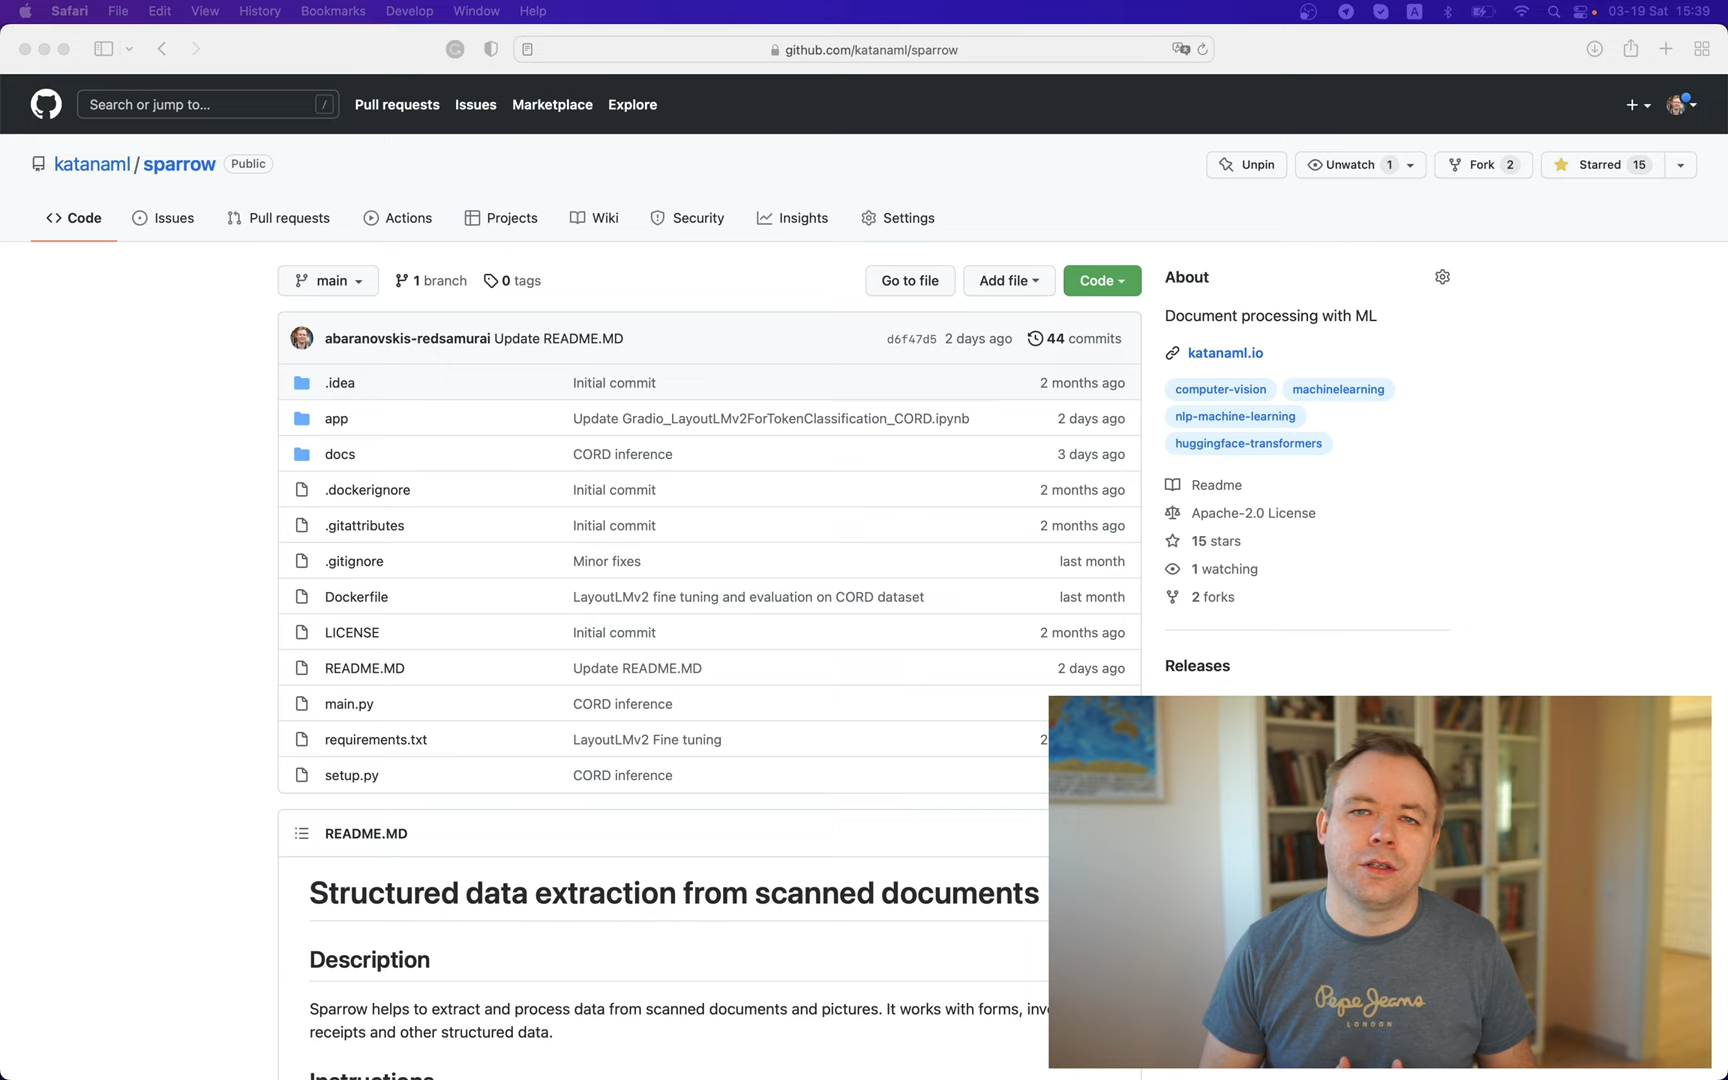 Safari File Edit View History Bookmarks Develop Window Help A 03-19 Sat 15:39
github.com/katanaml/sparrow
Search or jump to... / Pull requests Issues Marketplace Explore
katanaml / sparrow Public
Unpin Unwatch 1 Fork 2 Starred 15
Code Issues Pull requests Actions Projects Wiki Security Insights Settings
main 1 branch 0 tags Go to file Add file Code
abaranovskis-redsamurai Update README.MD d6f47d5 2 days ago 44 commits
.idea Initial commit 2 months ago
app Update Gradio_LayoutLMv2ForTokenClassification_CORD.ipynb 2 days ago
docs CORD inference 3 days ago
.dockerignore Initial commit 2 months ago
.gitattributes Initial commit 2 months ago
.gitignore Minor fixes last month
Dockerfile LayoutLMv2 fine tuning and evaluation on CORD dataset last month
LICENSE Initial commit 2 months ago
README.MD Update README.MD 2 days ago
main.py CORD inference
requirements.txt LayoutLMv2 Fine tuning 2
setup.py CORD inference
README.MD
Structured data extraction from scanned documents
Description
Sparrow helps to extract and process data from scanned documents and pictures. It works with forms, inv
receipts and other structured data.
Instructions
About
Document processing with ML
katanaml.io
computer-vision machinelearning
nlp-machine-learning
huggingface-transformers
Readme
Apache-2.0 License
15 stars
1 watching
2 forks
Releases
Pepe Jeans
LONDON